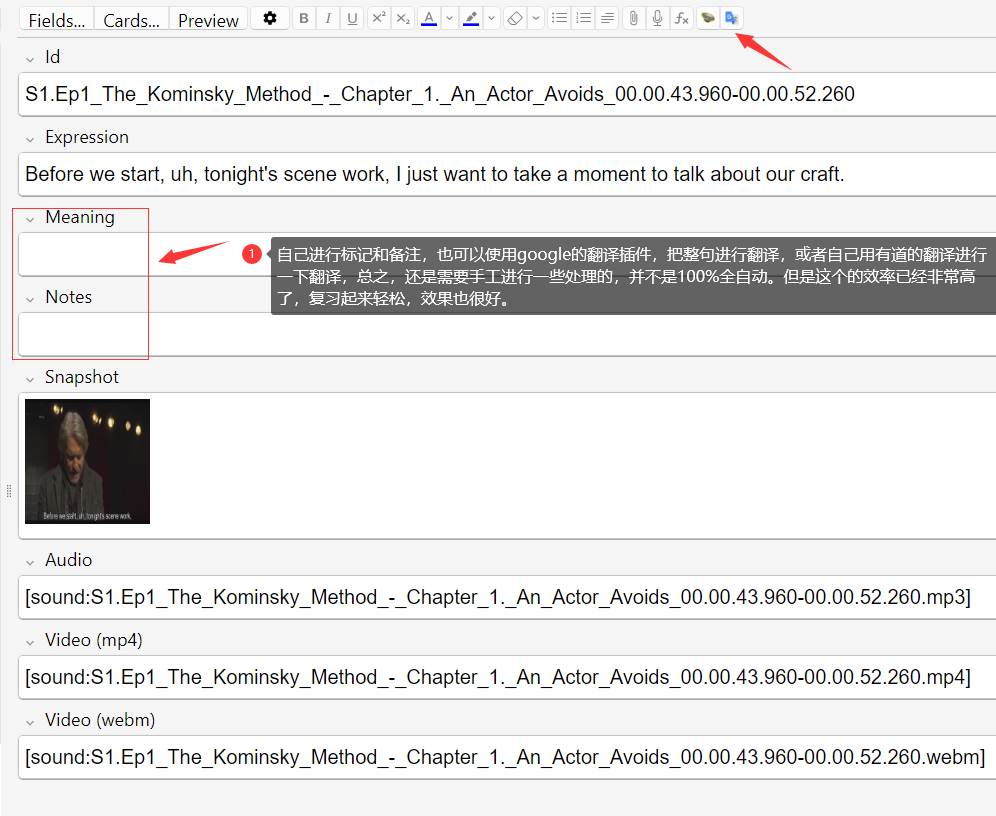 Fields... Cards... Preview B I U X² X₂ A fx
Id
S1.Ep1_The_Kominsky_Method_-_Chapter_1._An_Actor_Avoids_00.00.43.960-00.00.52.260
Expression
Before we start, uh, tonight's scene work, I just want to take a moment to talk about our craft.
Meaning
1
自己进行标记和备注，也可以使用google的翻译插件，把整句进行翻译，或者自己用有道的翻译进行
一下翻译，总之，还是需要手工进行一些处理的，并不是100%全自动。但是这个的效率已经非常高
了，复习起来轻松，效果也很好。
Notes
Snapshot
Before we start, uh, tonight's scene work,
Audio
[sound:S1.Ep1_The_Kominsky_Method_-_Chapter_1._An_Actor_Avoids_00.00.43.960-00.00.52.260.mp3]
Video (mp4)
[sound:S1.Ep1_The_Kominsky_Method_-_Chapter_1._An_Actor_Avoids_00.00.43.960-00.00.52.260.mp4]
Video (webm)
[sound:S1.Ep1_The_Kominsky_Method_-_Chapter_1._An_Actor_Avoids_00.00.43.960-00.00.52.260.webm]